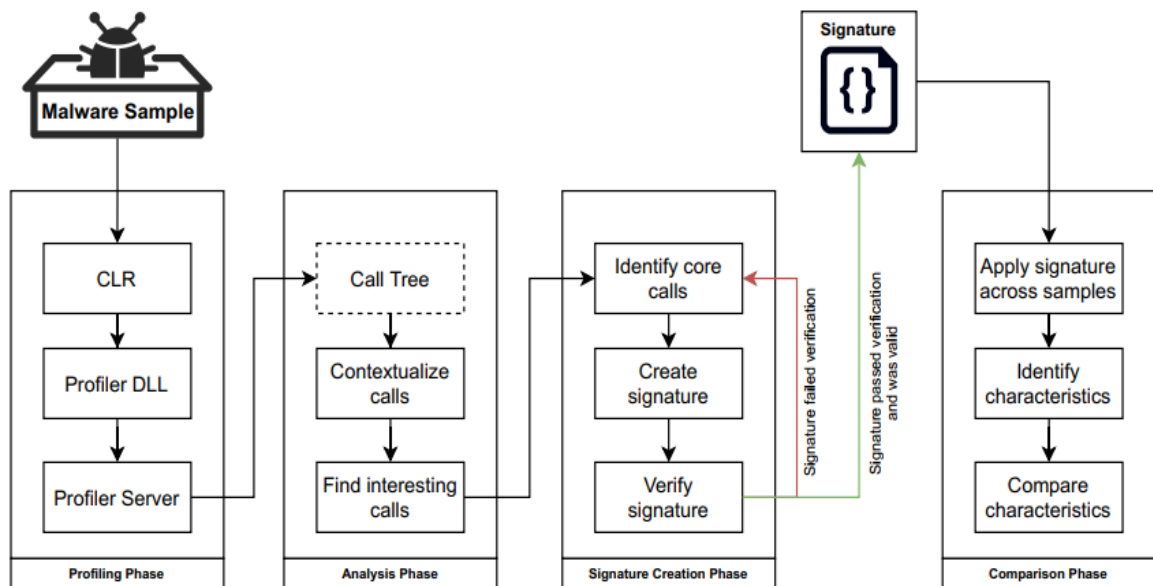 Malware Sample
CLR
Profiler DLL
Profiler Server
Profiling Phase
Call Tree
Contextualize
calls
Find interesting
calls
Analysis Phase
Identify core
calls
Create
signature
Verify
signature
Signature Creation Phase
Signature failed verification
Signature passed verification
and was valid
Signature
{}
Apply signature
across samples
Identify
characteristics
Compare
characteristics
Comparison Phase